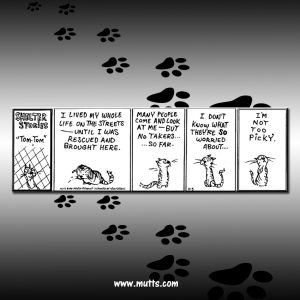 SHELTER
STORIES
"TOM-TOM"
I LIVED MY WHOLE
LIFE ON THE STREETS
—UNTIL I WAS
RESCUED AND
BROUGHT HERE.
MANY PEOPLE
COME AND LOOK
AT ME—BUT
NO TAKERS...
...SO FAR.
I DON'T
KNOW WHAT
THEY'RE SO
WORRIED
ABOUT...
I'M
NOT
TOO
PICKY.
www.mutts.com